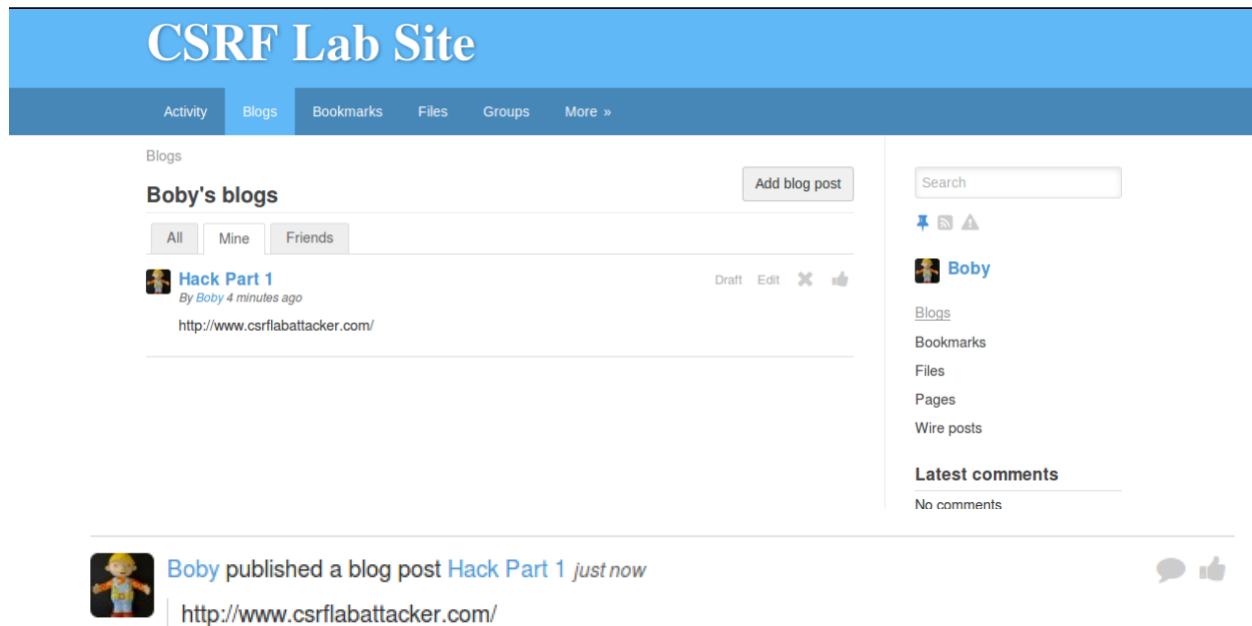 CSRF Lab Site
Activity Blogs Bookmarks Files Groups More »
Blogs
Boby's blogs
Add blog post
All Mine Friends
Hack Part 1
Draft Edit
By Boby 4 minutes ago
http://www.csrflabattacker.com/
Search
Boby
Blogs
Bookmarks
Files
Pages
Wire posts
Latest comments
No comments
Boby published a blog post Hack Part 1 just now
http://www.csrflabattacker.com/